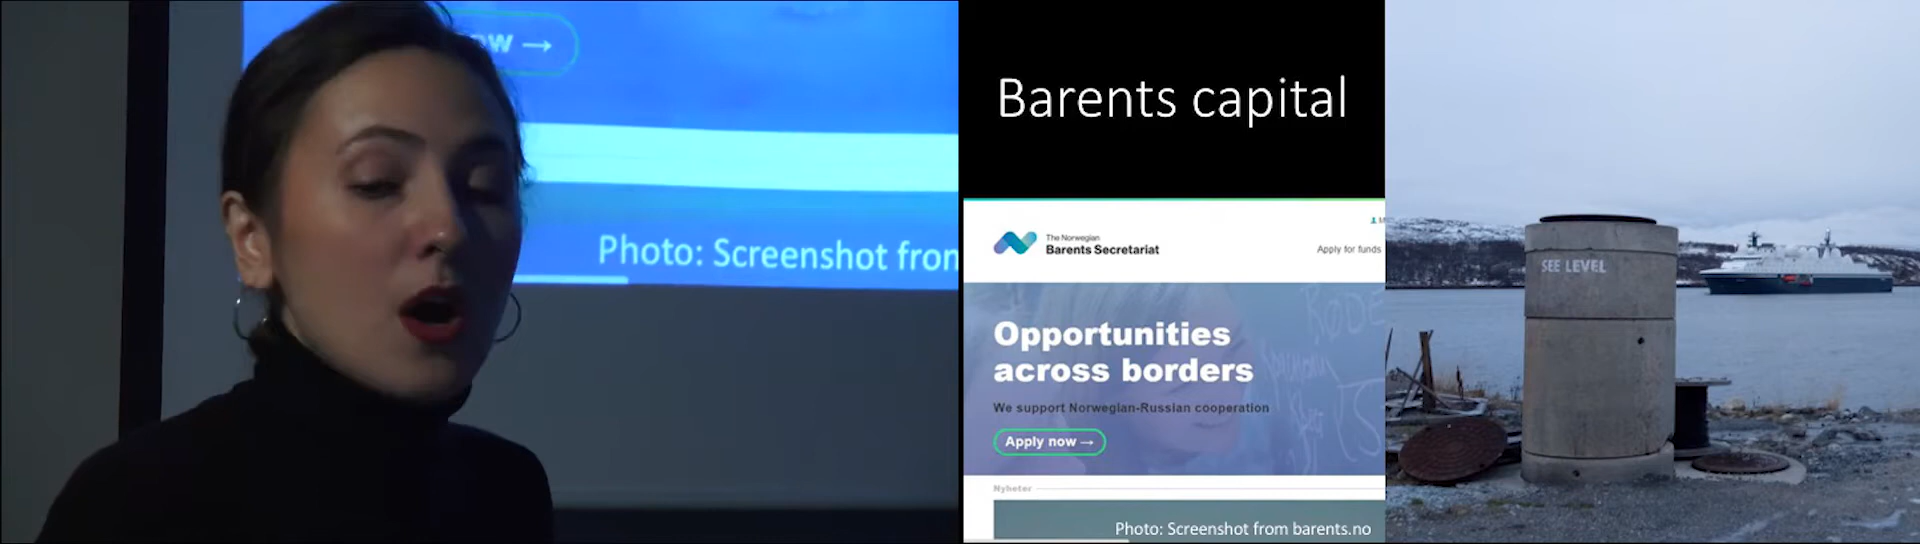 ow →
Photo: Screenshot from
Barents capital
The Norwegian
Barents Secretariat
Apply for funds
Opportunities
across borders
We support Norwegian-Russian cooperation
Apply now →
Nyheter
Photo: Screenshot from barents.no
SEE LEVEL